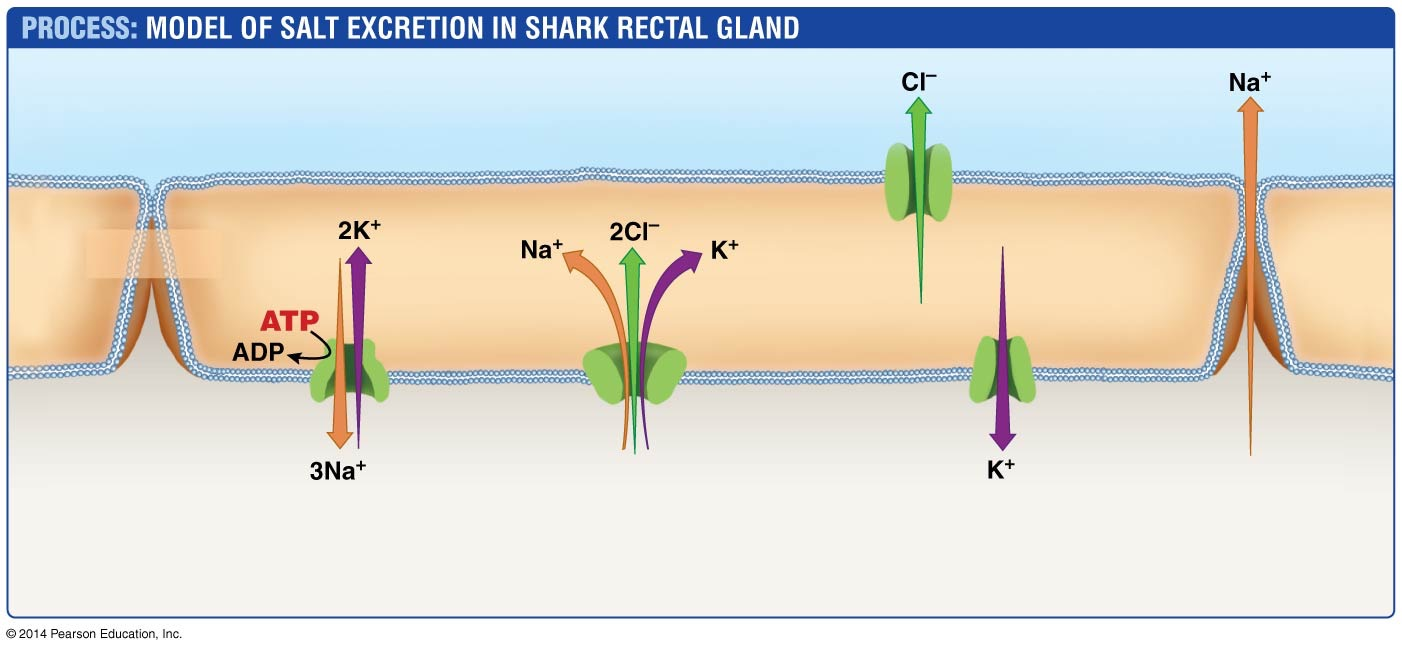 PROCESS: MODEL OF SALT EXCRETION IN SHARK RECTAL GLAND
Cl⁻
Na⁺
2K⁺
Na⁺
2Cl⁻
K⁺
ATP
ADP
3Na⁺
K⁺
© 2014 Pearson Education, Inc.